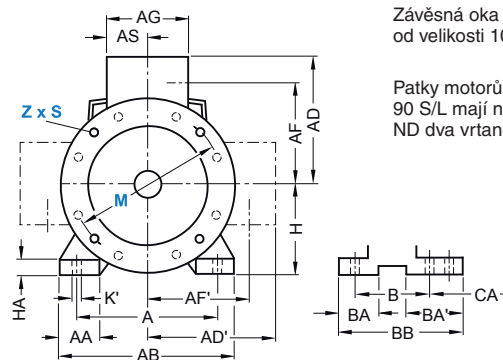 AG
AS
Závěsná oka
od velikosti 10
Patky motorů
90 S/L mají n
ND dva vrtan
Z x S
M
AF
AD
H
HA
K'
AF'
A
AA
AD'
AB
B
CA
BA
BA'
BB